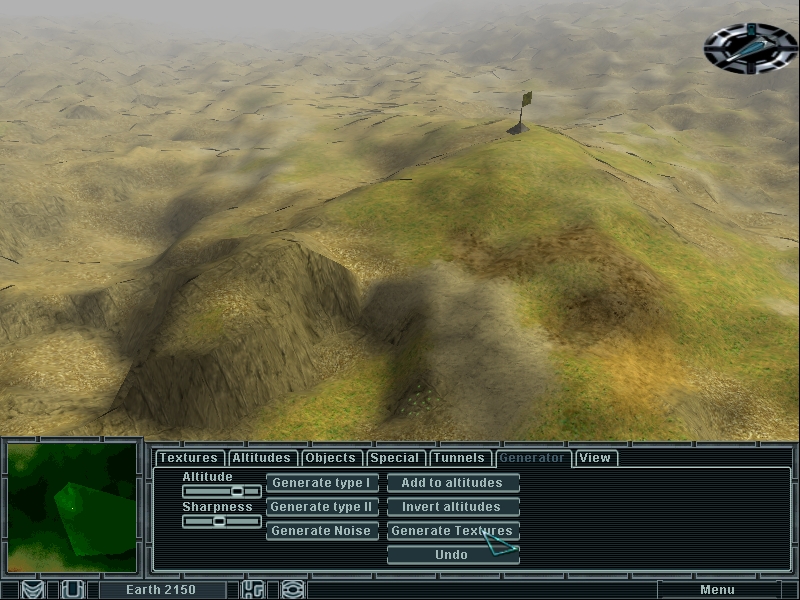 Textures Altitudes Objects Special Tunnels Generator View
Altitude
Sharpness
Generate type I
Generate type II
Generate Noise
Add to altitudes
Invert altitudes
Generate Textures
Undo
Earth 2150
Menu